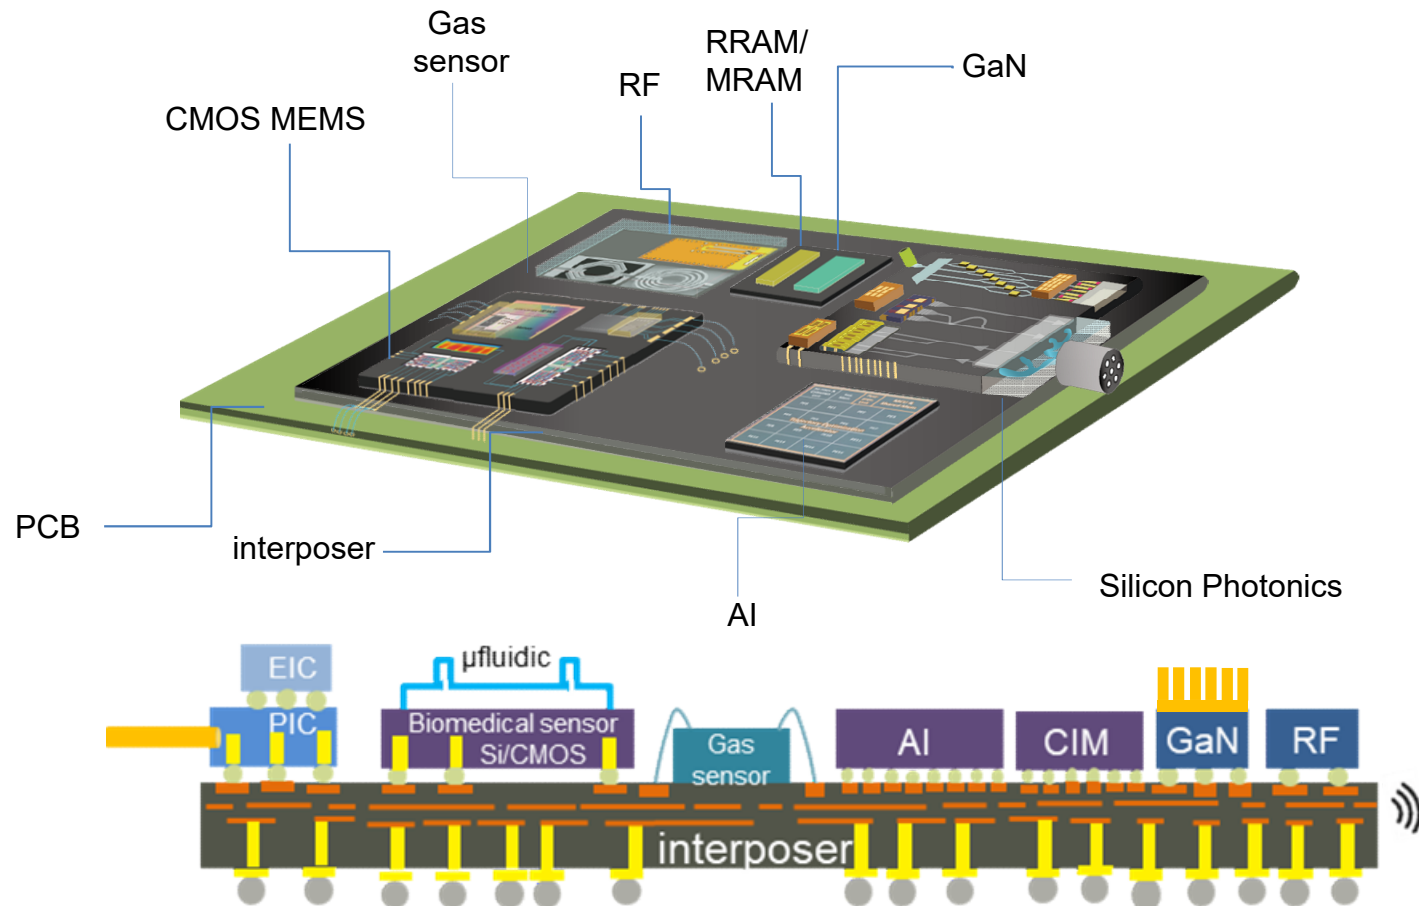 Gas
sensor
RF
RRAM/
MRAM
GaN
CMOS MEMS
PCB
interposer
AI
Silicon Photonics
EIC
PIC
µfluidic
Biomedical sensor
Si/CMOS
Gas
sensor
AI
CIM
GaN
RF
interposer